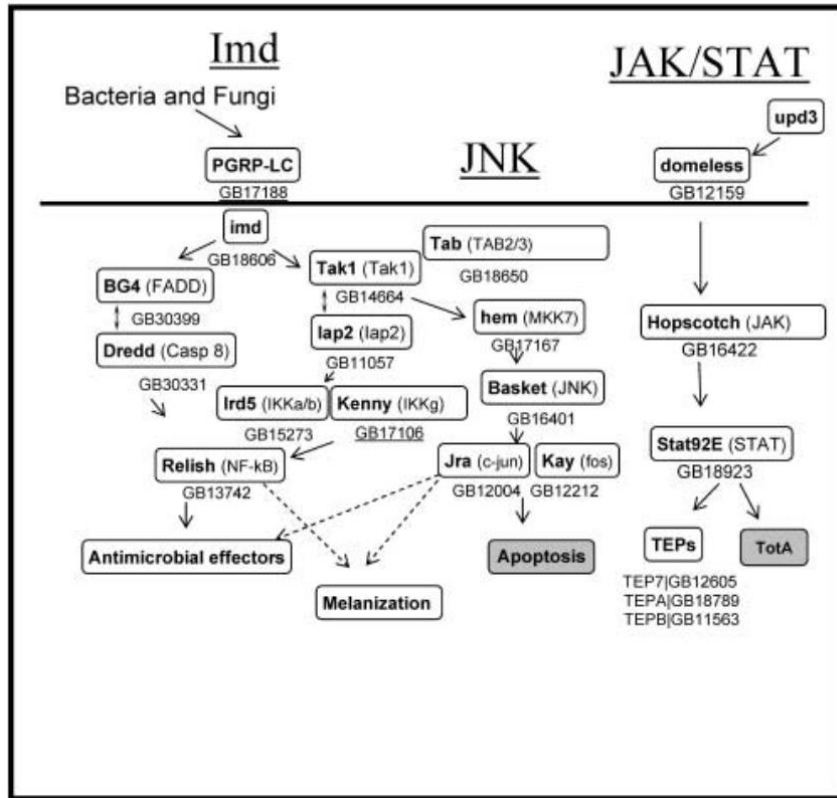 Imd
JAK/STAT
Bacteria and Fungi
upd3
PGRP-LC
JNK
domeless
GB17188
GB12159
imd
Tab (TAB2/3)
GB18606
Tak1 (Tak1)
GB18650
BG4 (FADD)
GB14664
hem (MKK7)
Hopscotch (JAK)
GB30399
Iap2 (Iap2)
GB17167
GB16422
Dredd (Casp 8)
GB11057
Basket (JNK)
GB30331
Ird5 (IKKa/b)
Kenny (IKKg)
GB16401
GB15273
GB17106
Stat92E (STAT)
Relish (NF-kB)
Jra (c-jun)
Kay (fos)
GB18923
GB13742
GB12004
GB12212
Antimicrobial effectors
Apoptosis
TEPs
TotA
Melanization
TEP7|GB12605
TEPA|GB18789
TEPB|GB11563